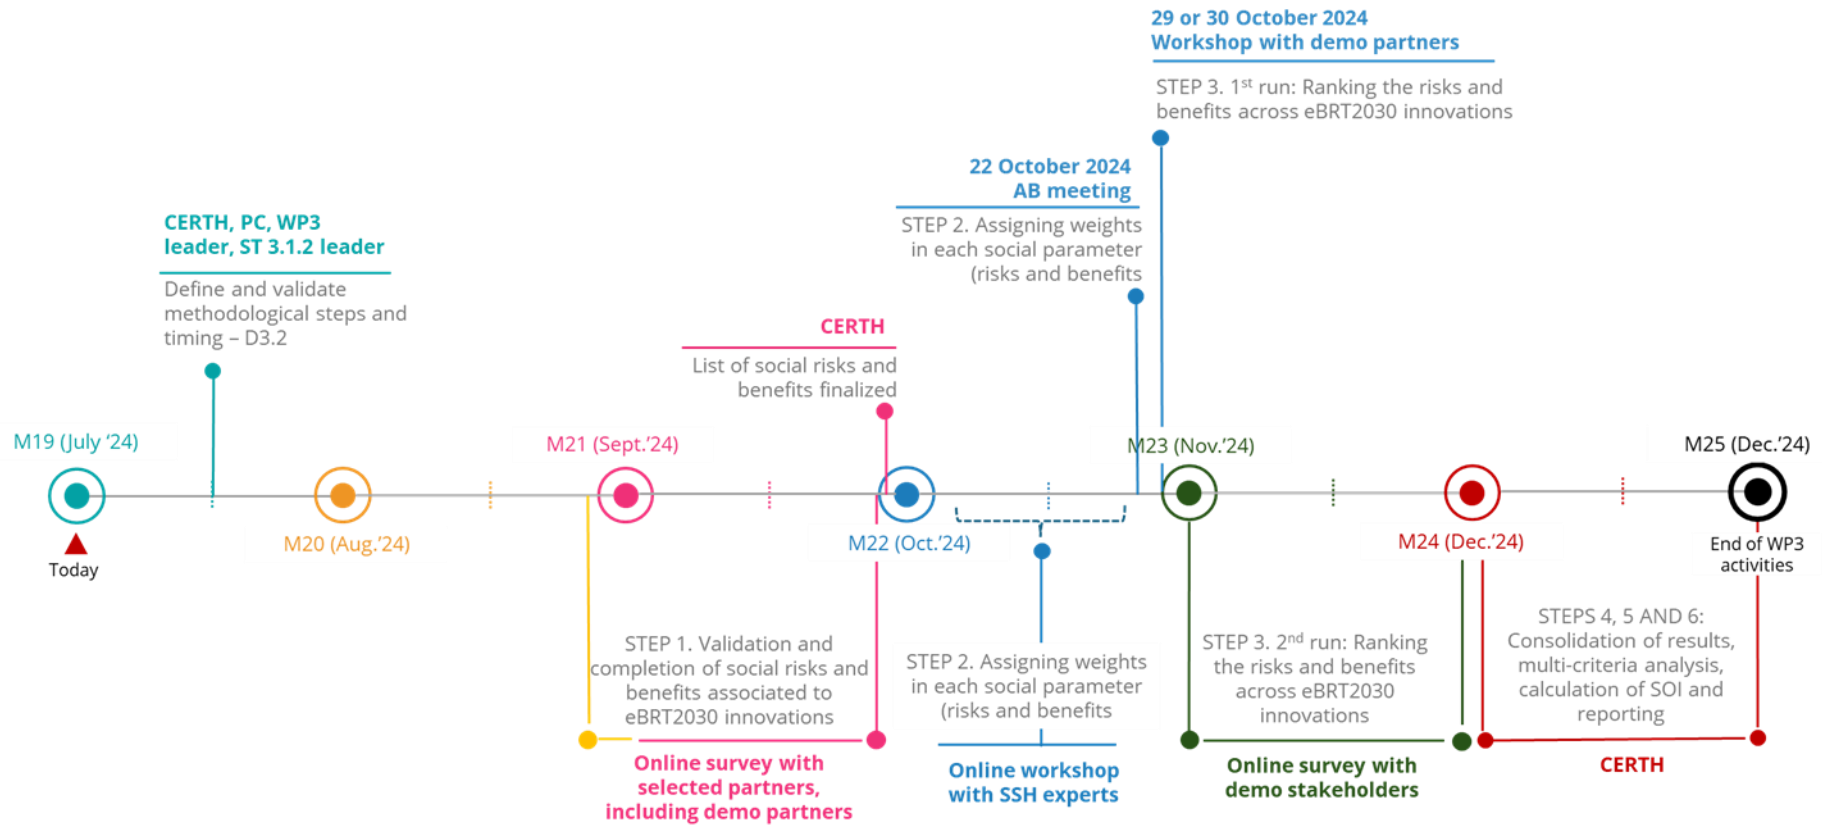 29 or 30 October 2024
Workshop with demo partners
STEP 3. 1st run: Ranking the risks and
benefits across eBRT2030 innovations
22 October 2024
AB meeting
STEP 2. Assigning weights
in each social parameter
(risks and benefits
CERTH, PC, WP3
leader, ST 3.1.2 leader
Define and validate
methodological steps and
timing – D3.2
CERTH
List of social risks and
benefits finalized
M19 (July ‘24)
M21 (Sept.’24)
M23 (Nov.’24)
M25 (Dec.’24)
M20 (Aug.’24)
M22 (Oct.’24)
M24 (Dec.’24)
Today
End of WP3
activities
STEP 1. Validation and
completion of social risks and
benefits associated to
eBRT2030 innovations
Online survey with
selected partners,
including demo partners
STEP 2. Assigning weights
in each social parameter
(risks and benefits
Online workshop
with SSH experts
STEP 3. 2nd run: Ranking
the risks and benefits
across eBRT2030
innovations
Online survey with
demo stakeholders
STEPS 4, 5 AND 6:
Consolidation of results,
multi-criteria analysis,
calculation of SOI and
reporting
CERTH